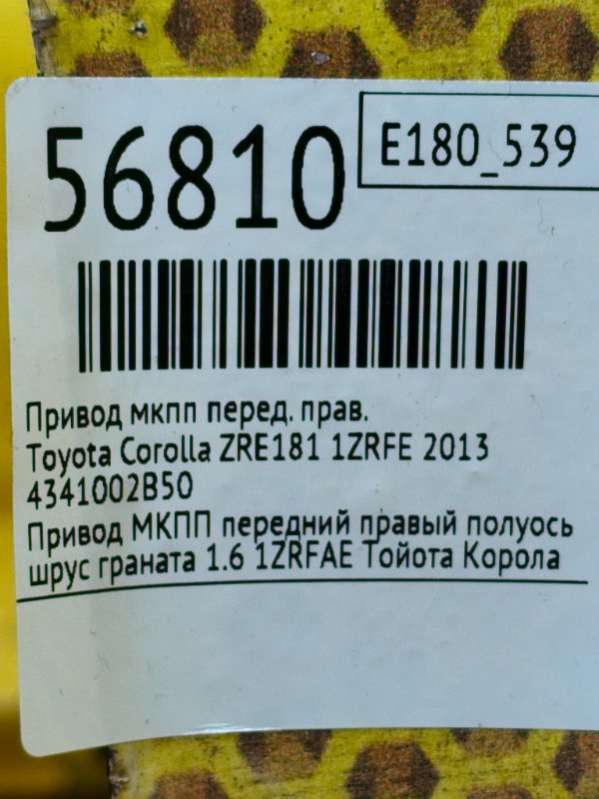 56810
E180_539
Привод мкпп перед. прав.
Toyota Corolla ZRE181 1ZRFE 2013
4341002B50
Привод МКПП передний правый полуось
шрус граната 1.6 1ZRFAE Тойота Корола